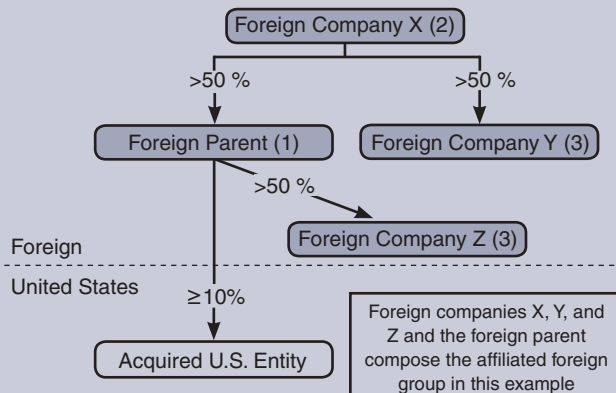 Foreign Company X (2)
>50 %
>50 %
Foreign Parent (1)
Foreign Company Y (3)
>50 %
Foreign Company Z (3)
Foreign
United States
≥10%
Acquired U.S. Entity
Foreign companies X, Y, and
Z and the foreign parent
compose the affiliated foreign
group in this example